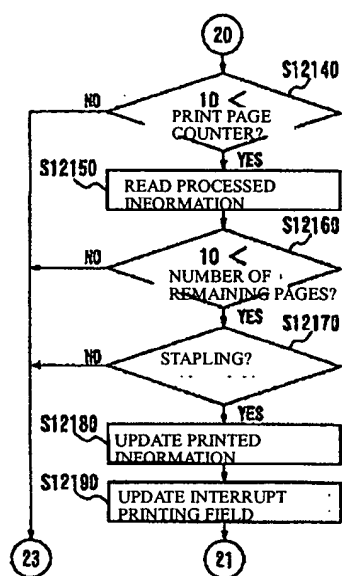 20
S12140
NO
10 <
PRINT PAGE
COUNTER?
YES
S12150
READ PROCESSED
INFORMATION
S12160
NO
10 <
NUMBER OF
REMAINING PAGES?
YES
S12170
NO
STAPLING?
YES
S12180
UPDATE PRINTED
INFORMATION
S12190
UPDATE INTERRUPT
PRINTING FIELD
23
21